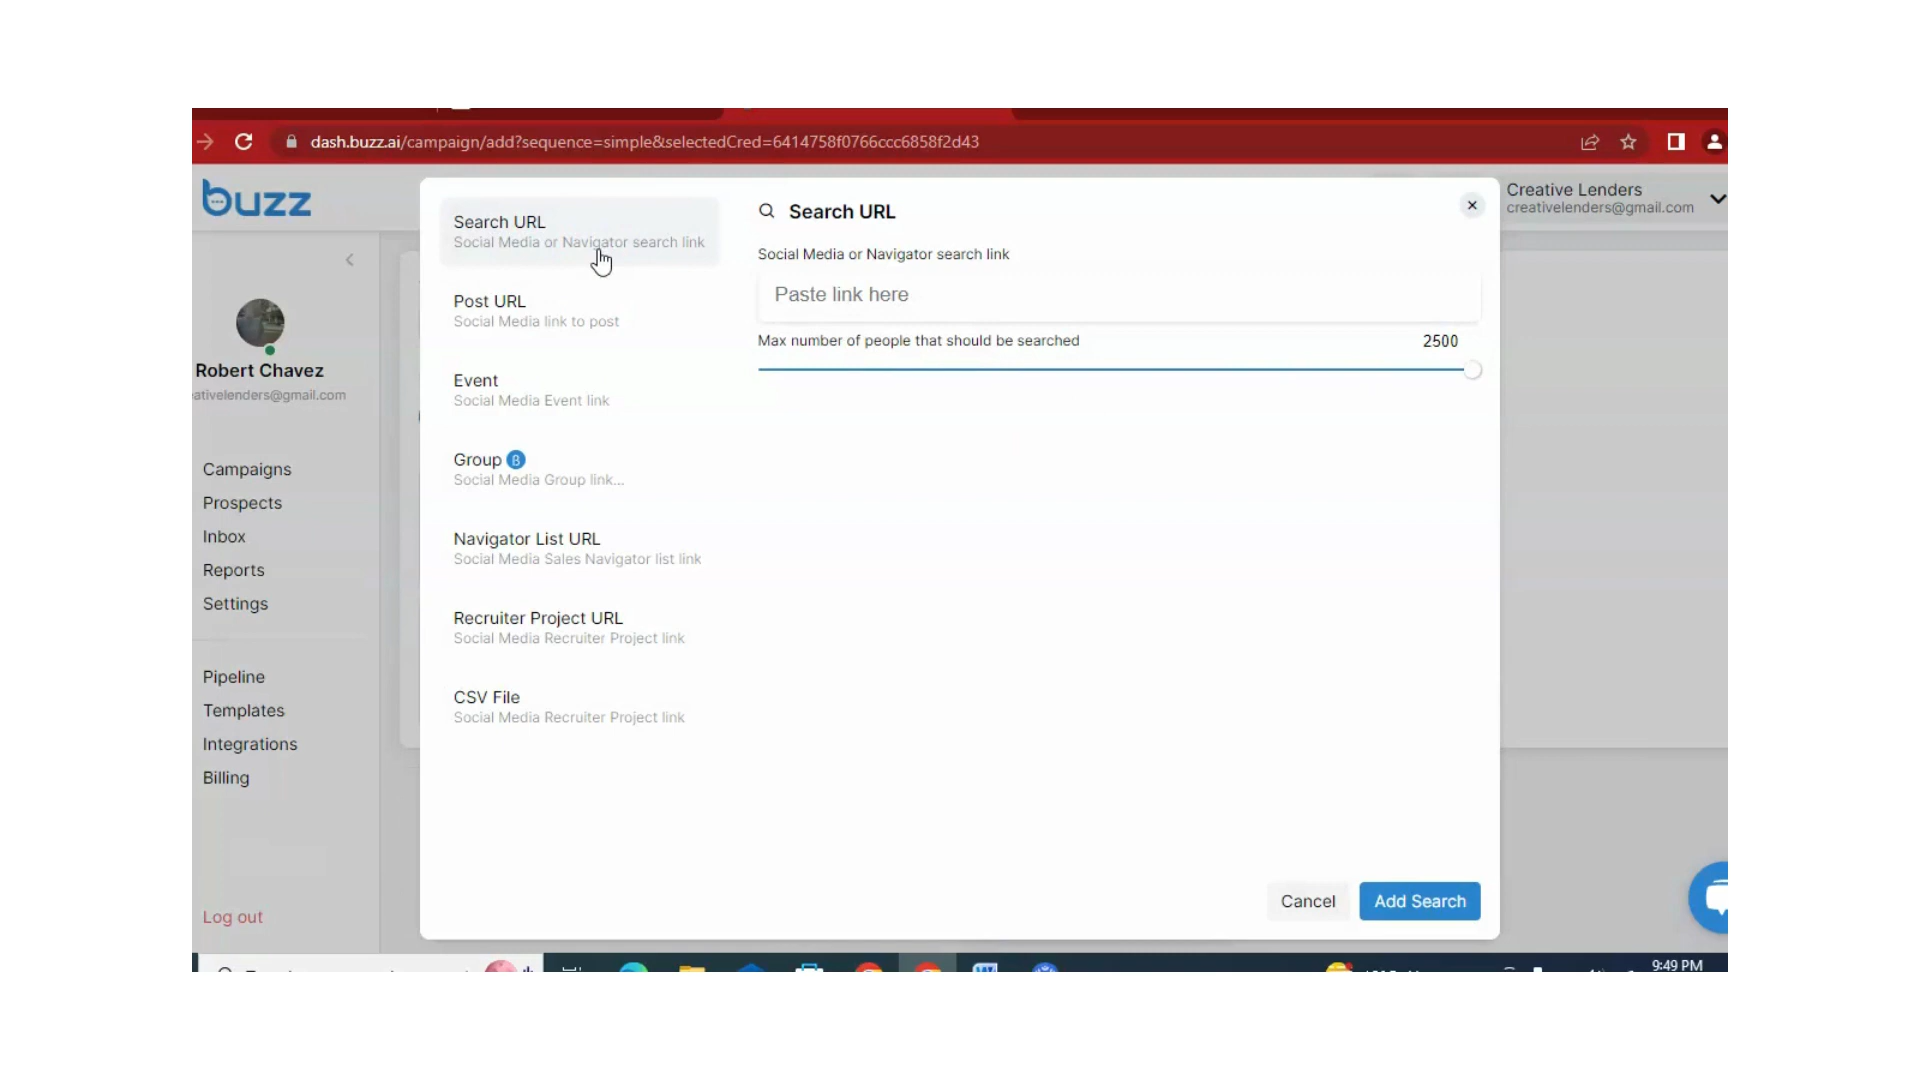 dash.buzz.ai/campaign/add?sequence=simple&selectedCred=6414758f0766ccc6858f2d43
buzz
Creative Lenders
creativelenders@gmail.com
Robert Chavez
ativelenders@gmail.com
Campaigns
Prospects
Inbox
Reports
Settings
Pipeline
Templates
Integrations
Billing
Log out
Search URL
Social Media or Navigator search link
Post URL
Social Media link to post
Event
Social Media Event link
Group β
Social Media Group link...
Navigator List URL
Social Media Sales Navigator list link
Recruiter Project URL
Social Media Recruiter Project link
CSV File
Social Media Recruiter Project link
Search URL
Social Media or Navigator search link
Paste link here
Max number of people that should be searched 2500
Cancel Add Search
9:49 PM